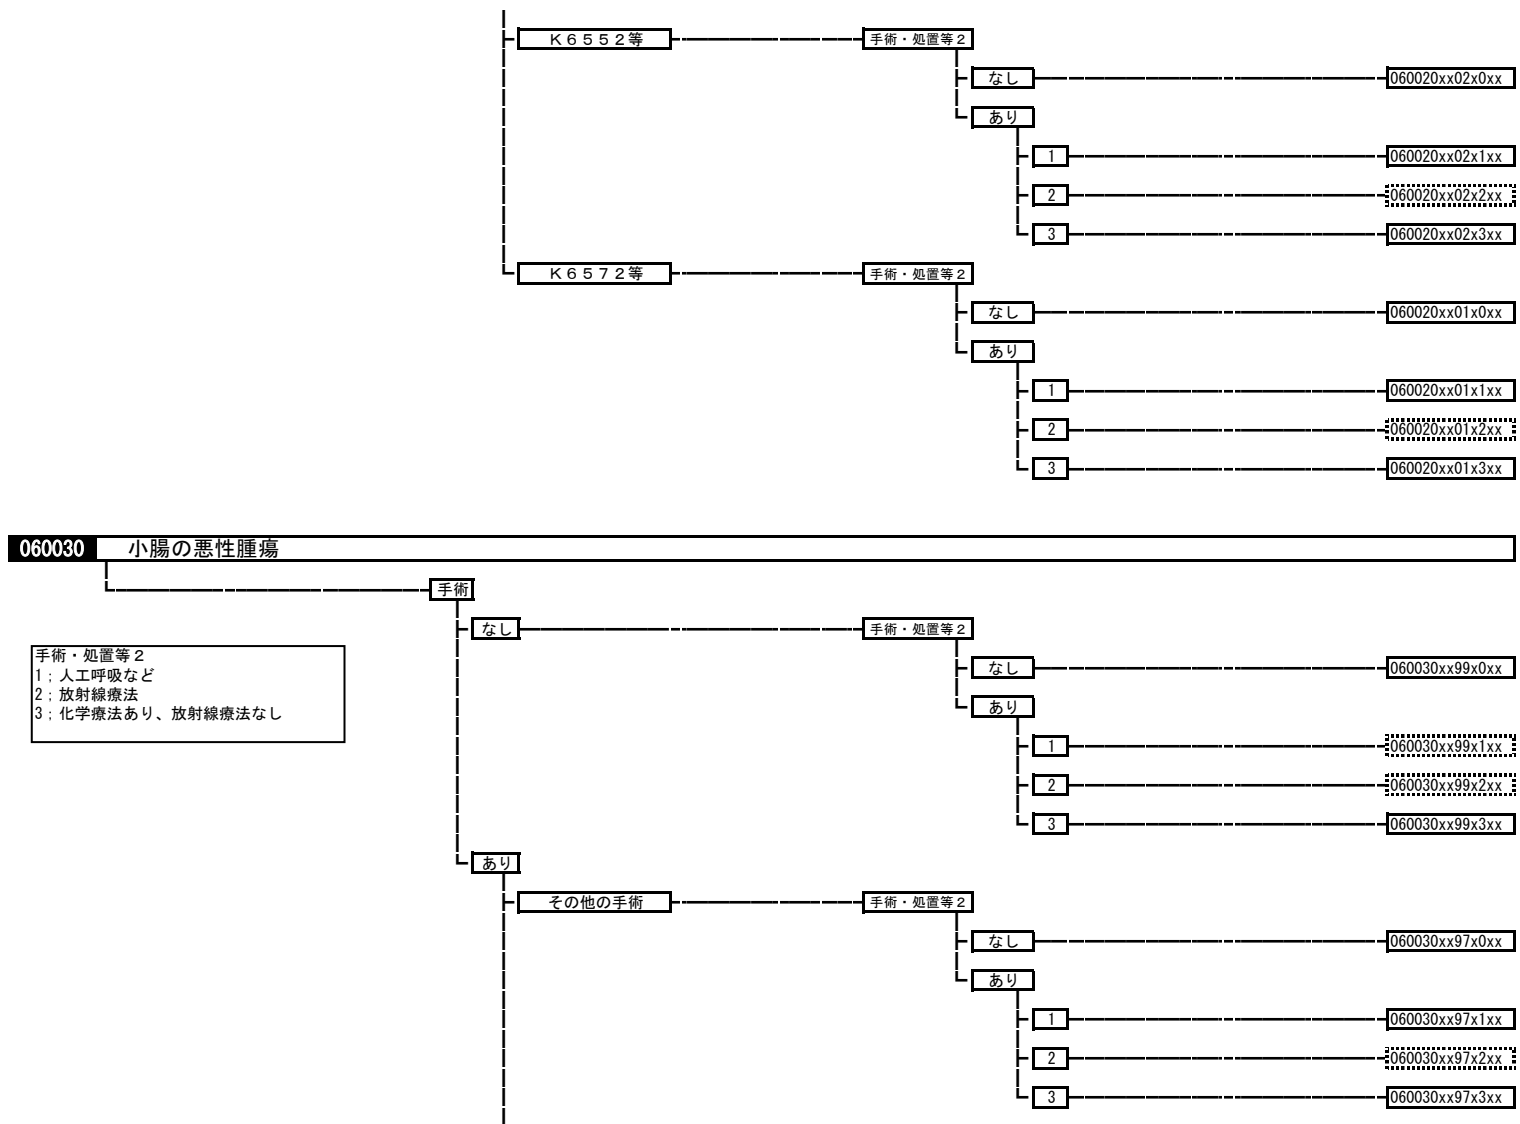 Ｋ６５５２等 手術・処置等２
なし 060020xx02x0xx
あり
1 060020xx02x1xx
2 060020xx02x2xx
3 060020xx02x3xx
Ｋ６５７２等 手術・処置等２
なし 060020xx01x0xx
あり
1 060020xx01x1xx
2 060020xx01x2xx
3 060020xx01x3xx
060030 小腸の悪性腫瘍
手術
なし 手術・処置等２
手術・処置等２
1；人工呼吸など
2；放射線療法
3；化学療法あり、放射線療法なし
なし 060030xx99x0xx
あり
1 060030xx99x1xx
2 060030xx99x2xx
3 060030xx99x3xx
あり
その他の手術 手術・処置等２
なし 060030xx97x0xx
あり
1 060030xx97x1xx
2 060030xx97x2xx
3 060030xx97x3xx